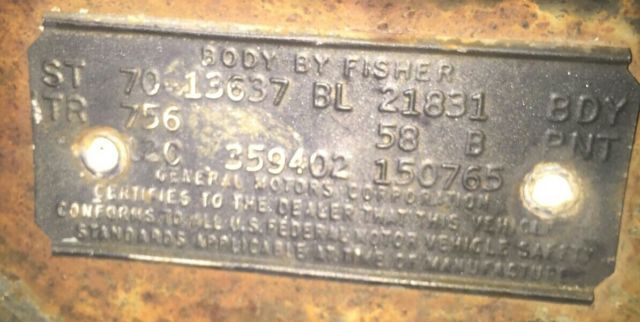 BODY BY FISHER
ST 70-13637 BL 21831 BDY
TR 756 58 B PNT
359402 150765
GENERAL MOTORS CORPORATION
CERTIFIES TO THE DEALER THAT THIS VEHICLE
CONFORMS TO ALL U.S. FEDERAL MOTOR VEHICLE SAFETY
STANDARDS APPLICABLE AT TIME OF MANUFACTURE